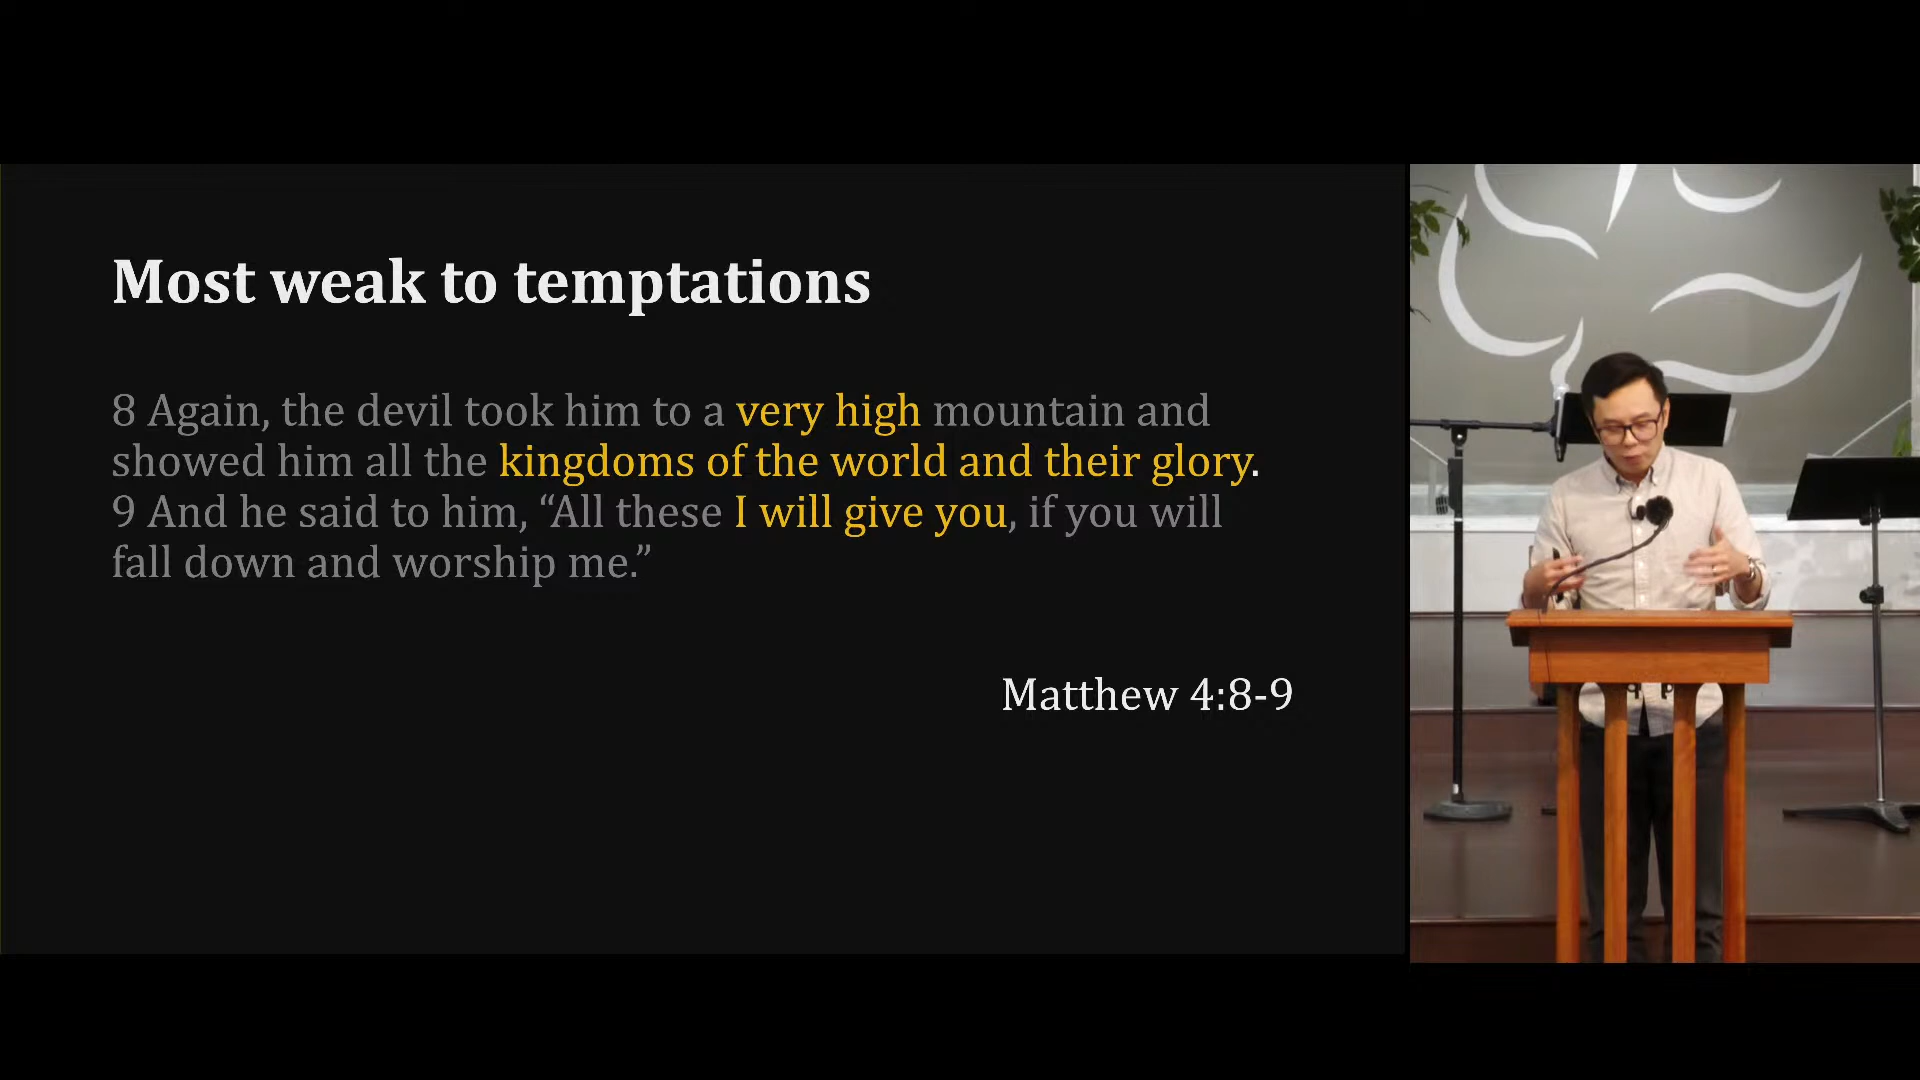 Most weak to temptations
8 Again, the devil took him to a very high mountain and
showed him all the kingdoms of the world and their glory.
9 And he said to him, “All these I will give you, if you will
fall down and worship me.”
Matthew 4:8-9